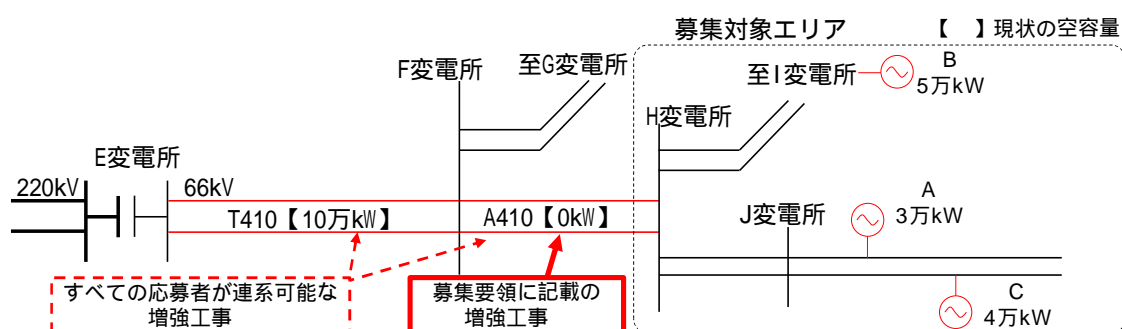 募集対象エリア
【　】現状の空容量
F変電所
至G変電所
至I変電所
B
5万kW
H変電所
E変電所
220kV
66kV
T410【10万kW】
A410【0kW】
J変電所
A
3万kW
C
4万kW
すべての応募者が連系可能な
増強工事
募集要領に記載の
増強工事